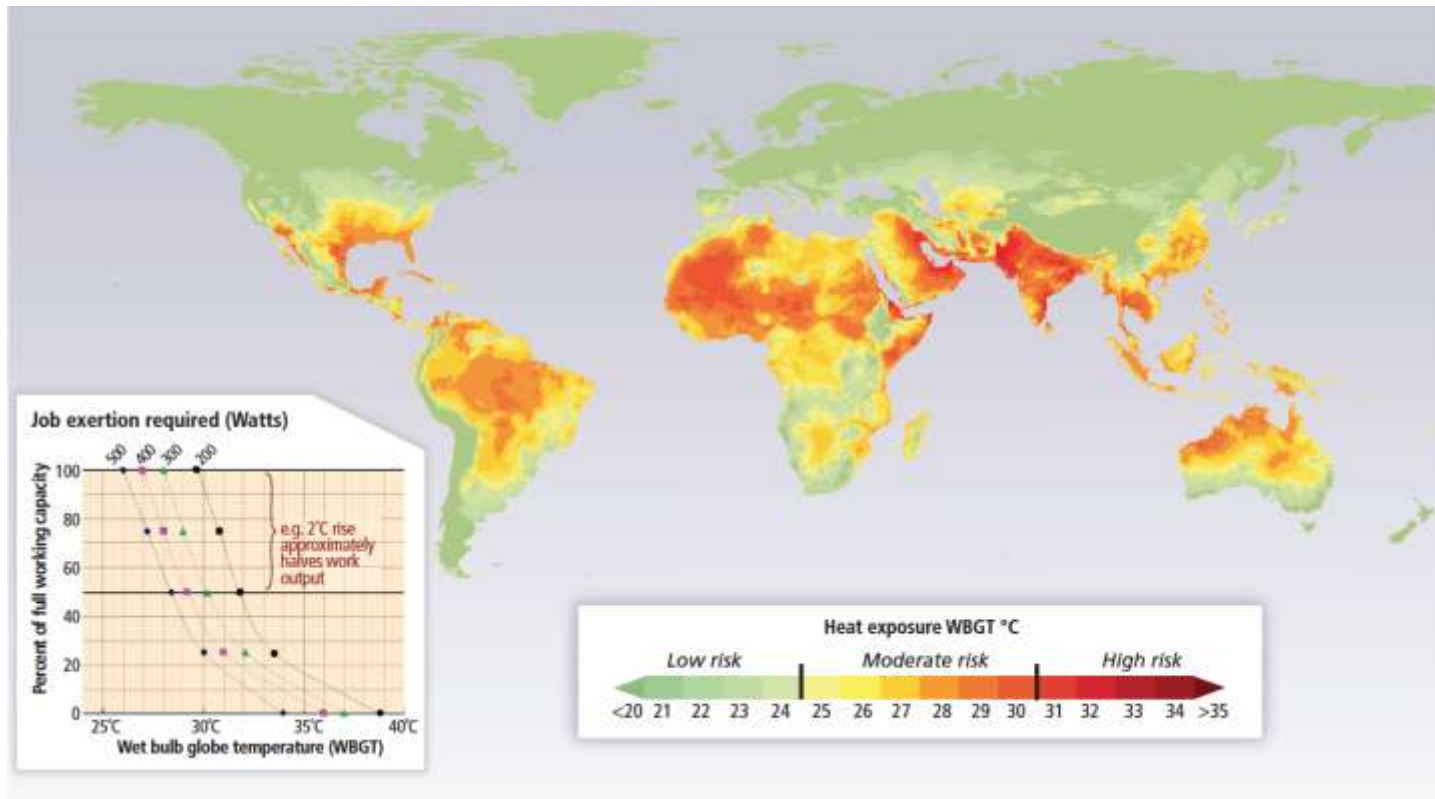 Job exertion required (Watts)
500 400 300 200
Percent of full working capacity
100
80
60
40
20
0
e.g. 2°C rise
approximately
halves work
output
25°C 30°C 35°C 40°C
Wet bulb globe temperature (WBGT)
Heat exposure WBGT °C
Low risk Moderate risk High risk
<20 21 22 23 24 25 26 27 28 29 30 31 32 33 34 >35